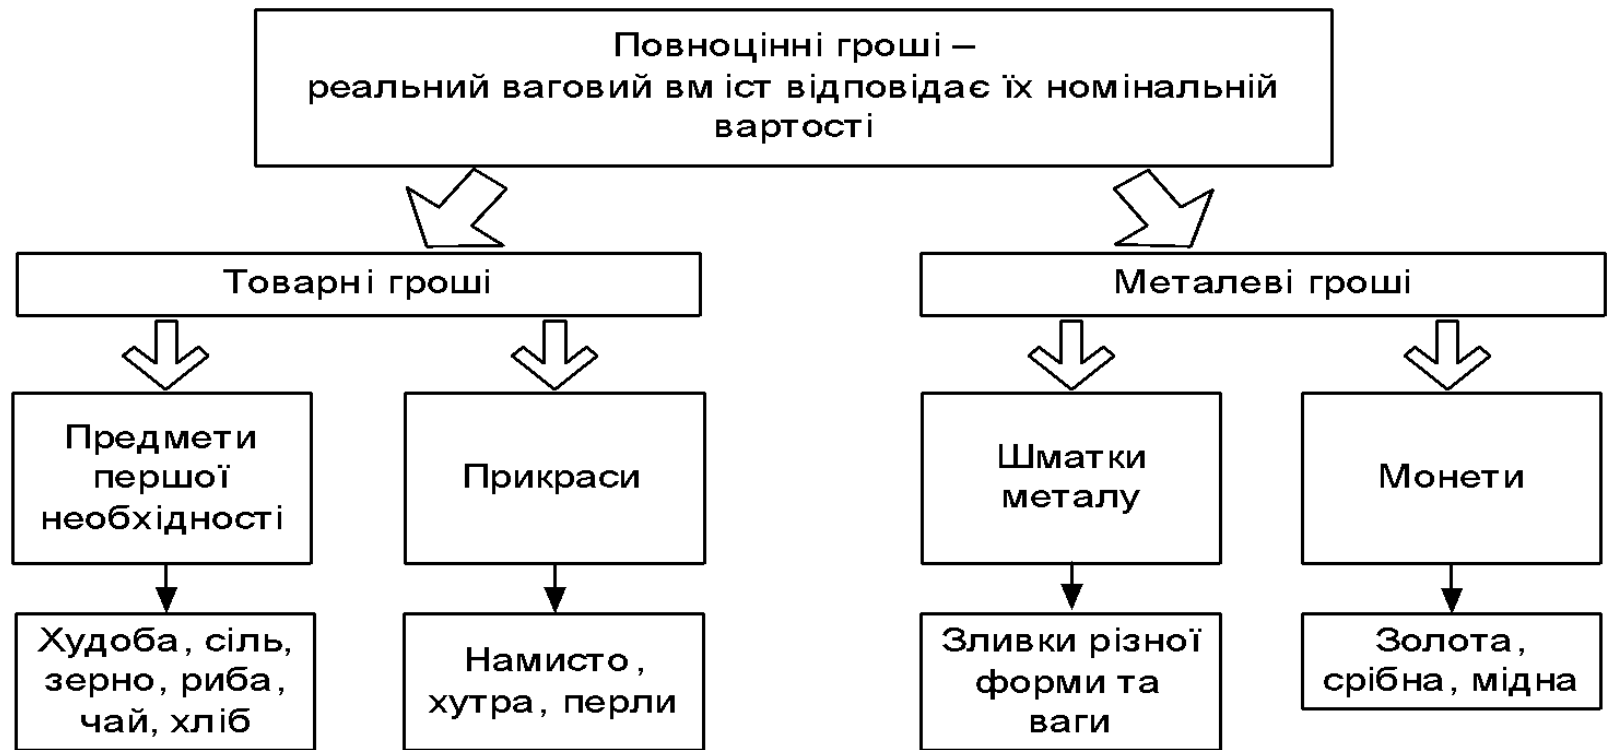 Повноцінні гроші –
реальний ваговий вм іст відповідає їх номінальній
вартості
Товарні гроші
Металеві гроші
Предмети
першої
необхідності
Прикраси
Шматки
металу
Монети
Худоба, сіль,
зерно, риба,
чай, хліб
Намисто,
хутра, перли
Зливки різної
форми та
ваги
Золота,
срібна, мідна